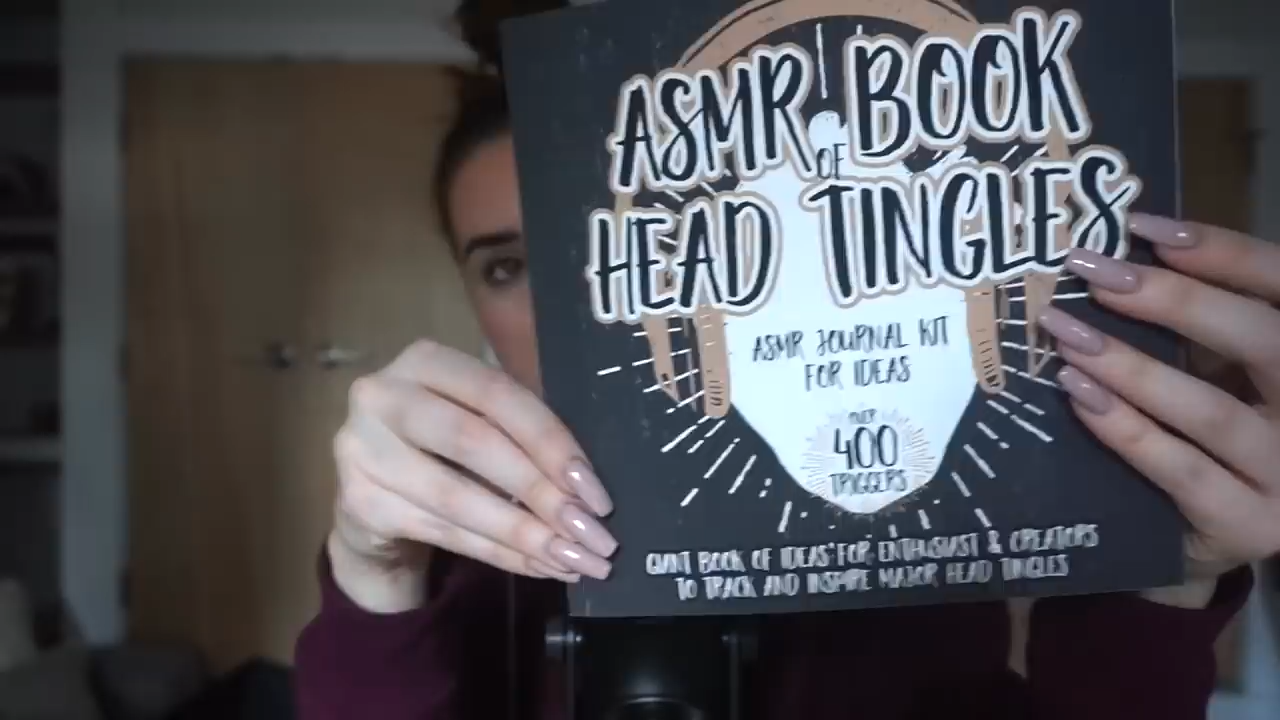 ASMR BOOK
OF
HEAD TINGLES
ASMR JOURNAL KIT
FOR IDEAS
OVER
400
TRIGGERS
GIANT BOOK OF IDEAS FOR ENTHUSIAST & CREATORS
TO TRACK AND INSPIRE MAJOR HEAD TINGLES